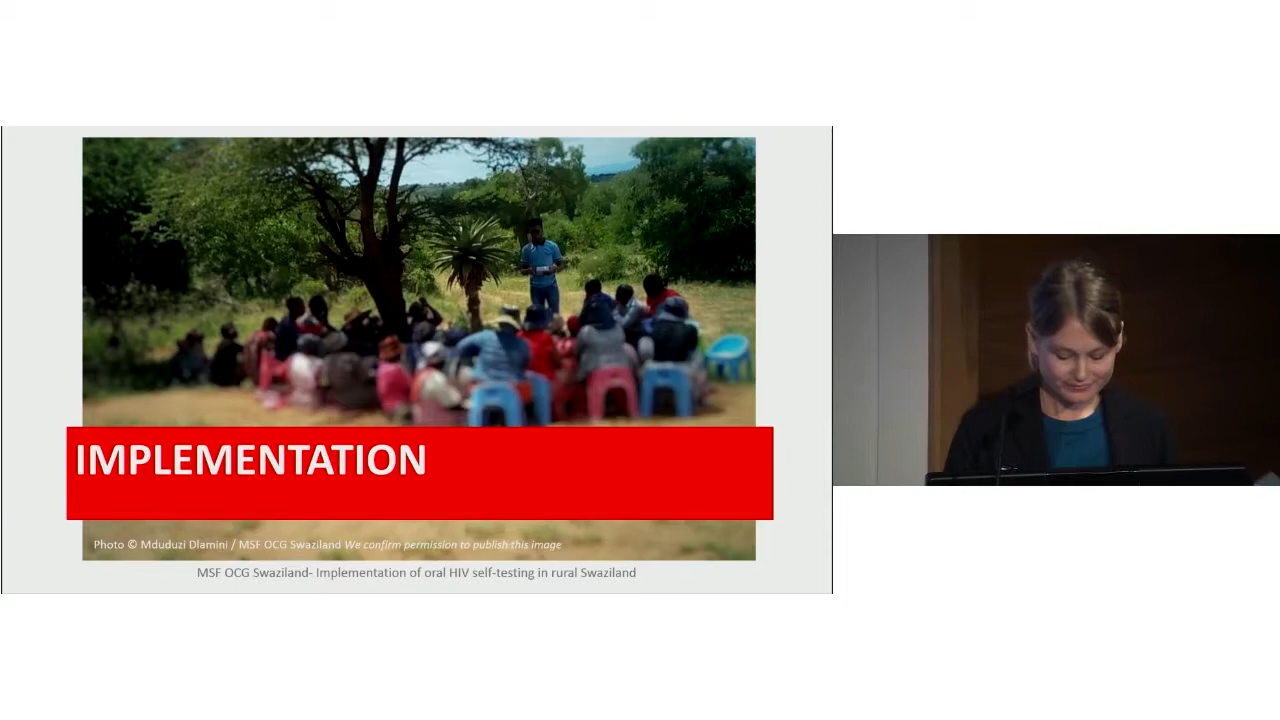 IMPLEMENTATION
Photo © Mduduzi Dlamini / MSF OCG Swaziland We confirm permission to publish this image
MSF OCG Swaziland- Implementation of oral HIV self-testing in rural Swaziland